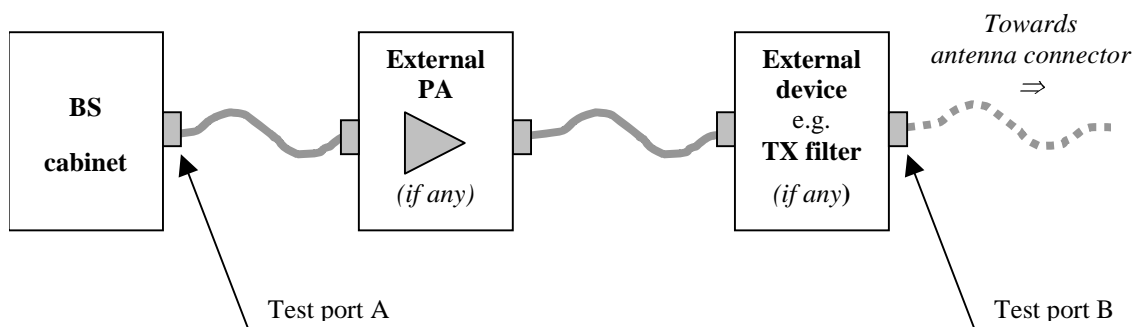 BS
cabinet
External
PA
(if any)
External
device
e.g.
TX filter
(if any)
Towards
antenna connector
⇒
Test port A
Test port B